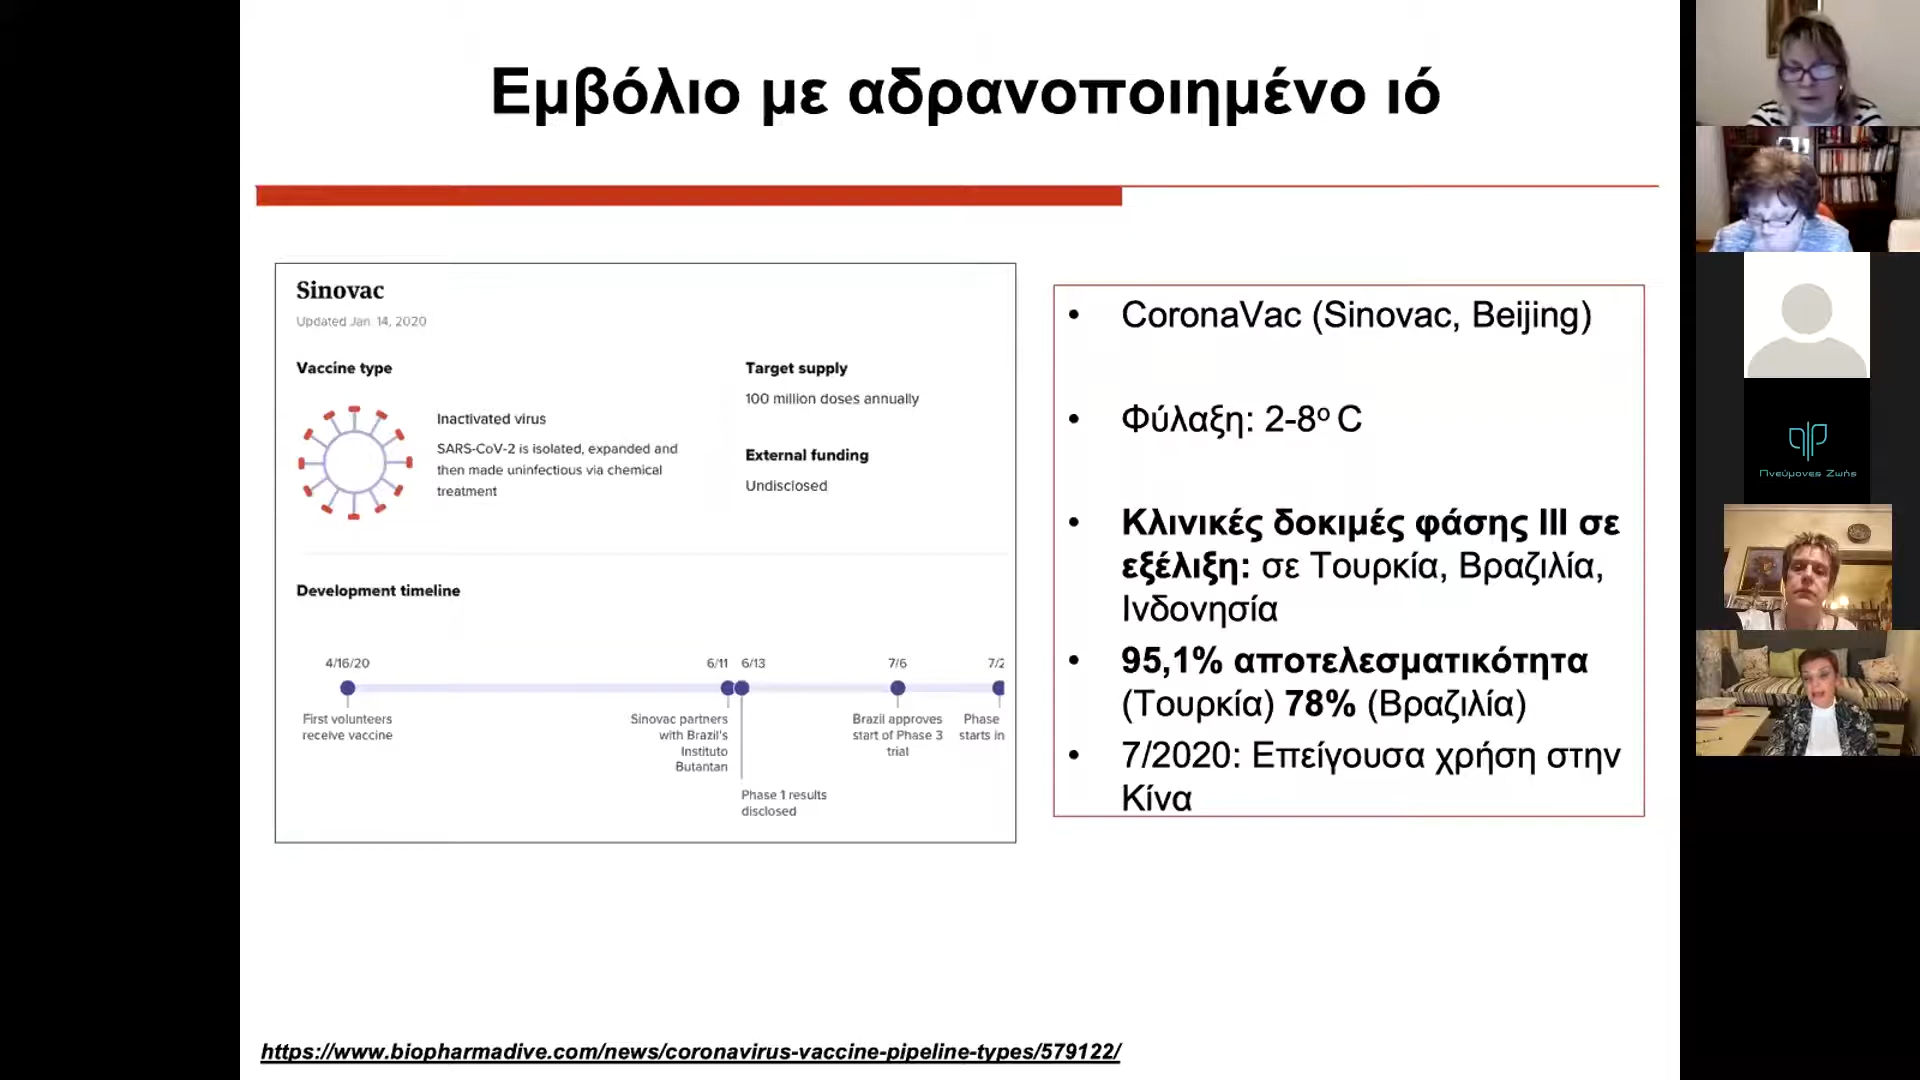 Εμβόλιο με αδρανοποιημένο ιό
Sinovac
Updated Jan. 14, 2020
Vaccine type
Inactivated virus
SARS-CoV-2 is isolated, expanded and
then made uninfectious via chemical
treatment
Target supply
100 million doses annually
External funding
Undisclosed
Development timeline
4/16/20
First volunteers
receive vaccine
6/11
Sinovac partners
with Brazil's
Instituto
Butantan
6/13
Phase 1 results
disclosed
7/6
Brazil approves
start of Phase 3
trial
7/2
Phase
starts in
• CoronaVac (Sinovac, Beijing)
• Φύλαξη: 2-8ο C
• Κλινικές δοκιμές φάσης ΙΙΙ σε
εξέλιξη: σε Τουρκία, Βραζιλία,
Ινδονησία
• 95,1% αποτελεσματικότητα
(Τουρκία) 78% (Βραζιλία)
• 7/2020: Επείγουσα χρήση στην
Κίνα
https://www.biopharmadive.com/news/coronavirus-vaccine-pipeline-types/579122/
Πνεύμονες Ζωής